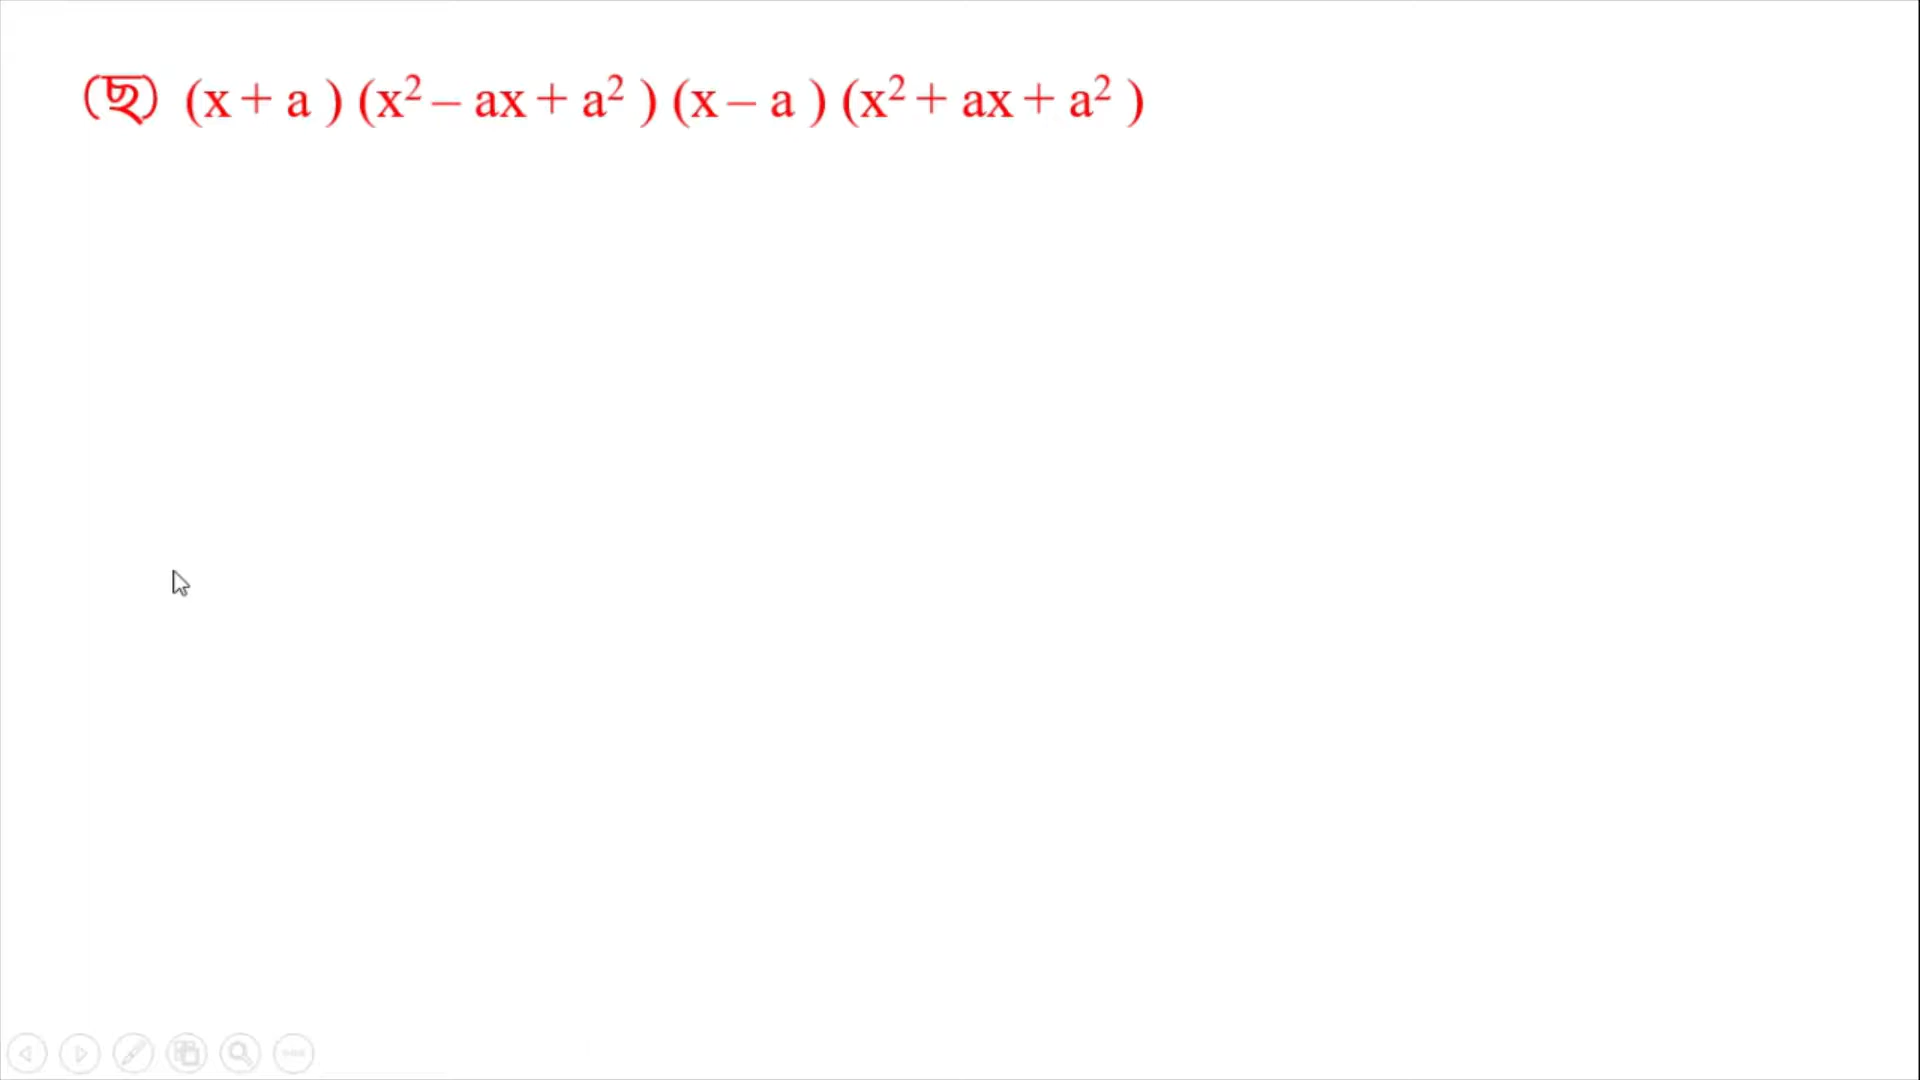 (ছ) (x + a ) (x² – ax + a² ) (x – a ) (x² + ax + a² )